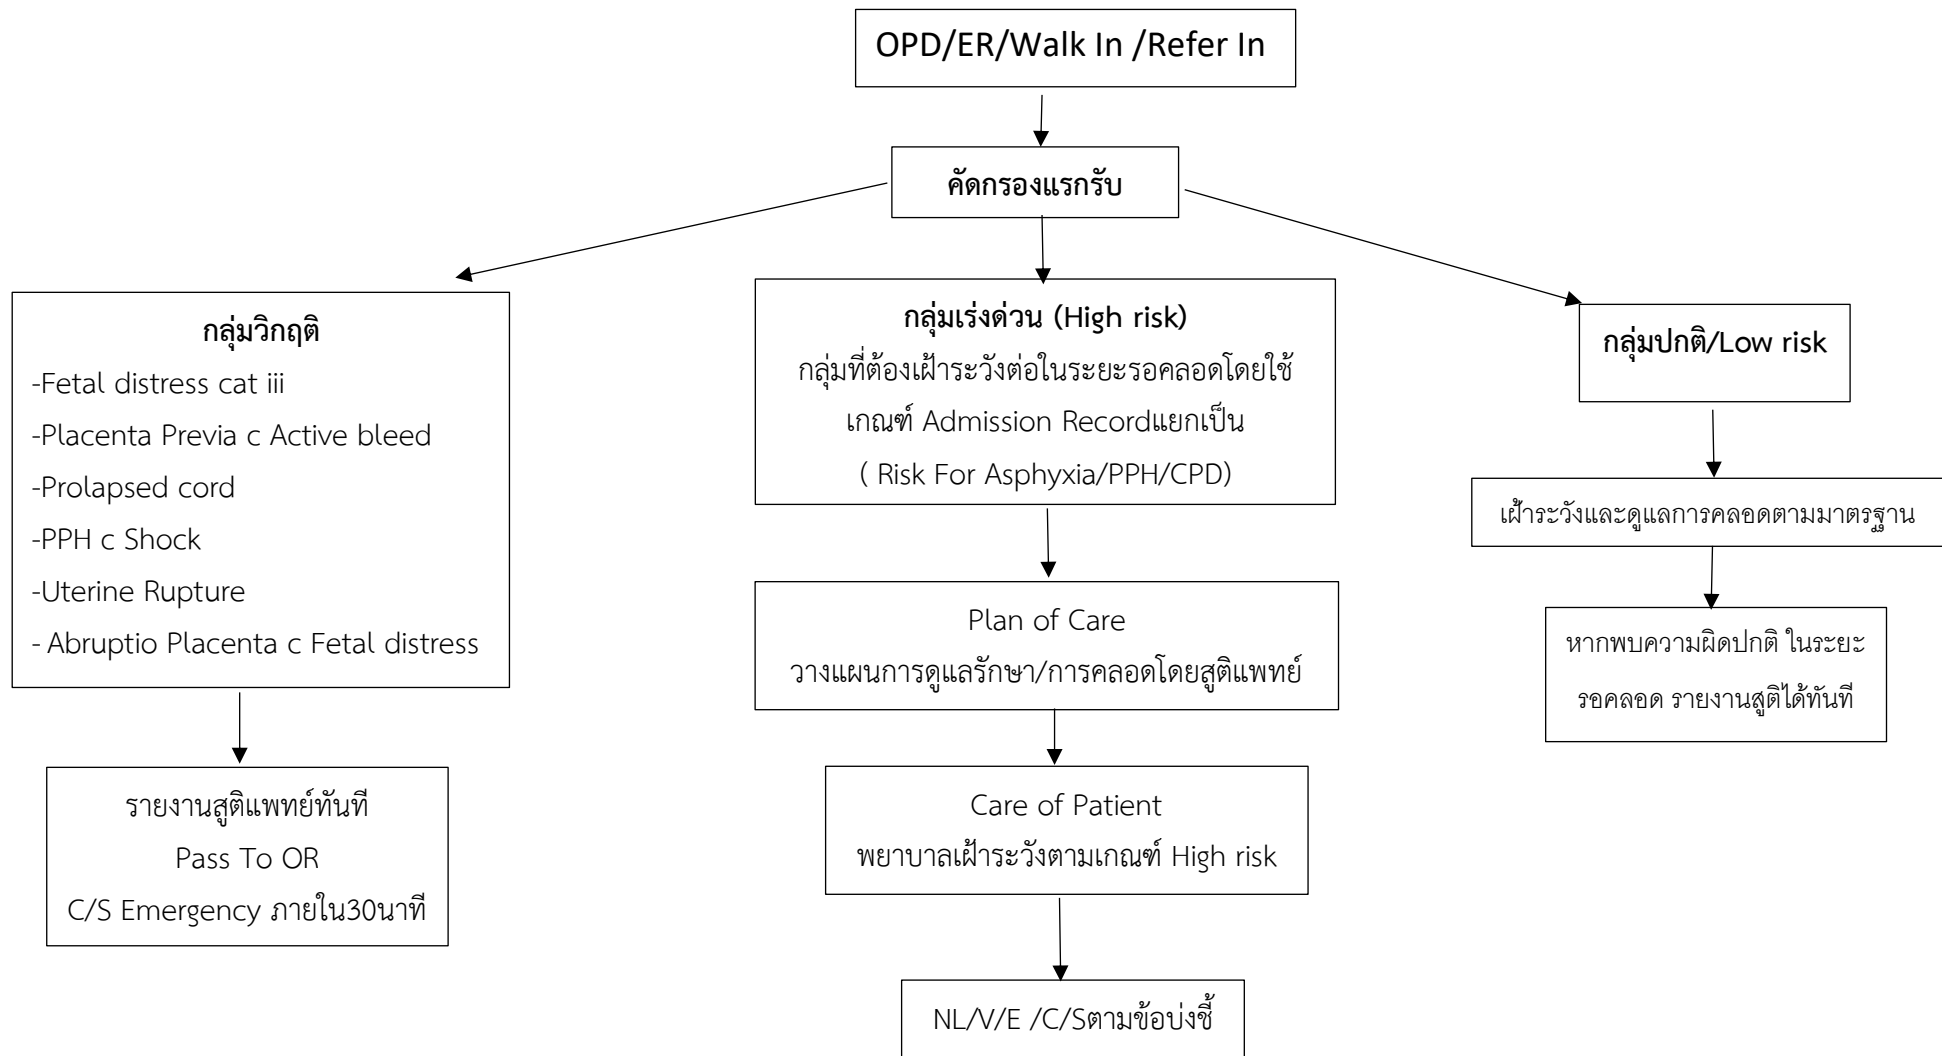 OPD/ER/Walk In /Refer In
คัดกรองแรกรับ
กลุ่มวิกฤติ
-Fetal distress cat iii
-Placenta Previa c Active bleed
-Prolapsed cord
-PPH c Shock
-Uterine Rupture
- Abruptio Placenta c Fetal distress
รายงานสูติแพทย์ทันที
Pass To OR
C/S Emergency ภายใน30นาที
กลุ่มเร่งด่วน (High risk)
กลุ่มที่ต้องเฝ้าระวังต่อในระยะรอคลอดโดยใช้
เกณฑ์ Admission Recordแยกเป็น
( Risk For Asphyxia/PPH/CPD)
Plan of Care
วางแผนการดูแลรักษา/การคลอดโดยสูติแพทย์
Care of Patient
พยาบาลเฝ้าระวังตามเกณฑ์ High risk
NL/V/E /C/Sตามข้อบ่งชี้
กลุ่มปกติ/Low risk
เฝ้าระวังและดูแลการคลอดตามมาตรฐาน
หากพบความผิดปกติ ในระยะ
รอคลอด รายงานสูติได้ทันที